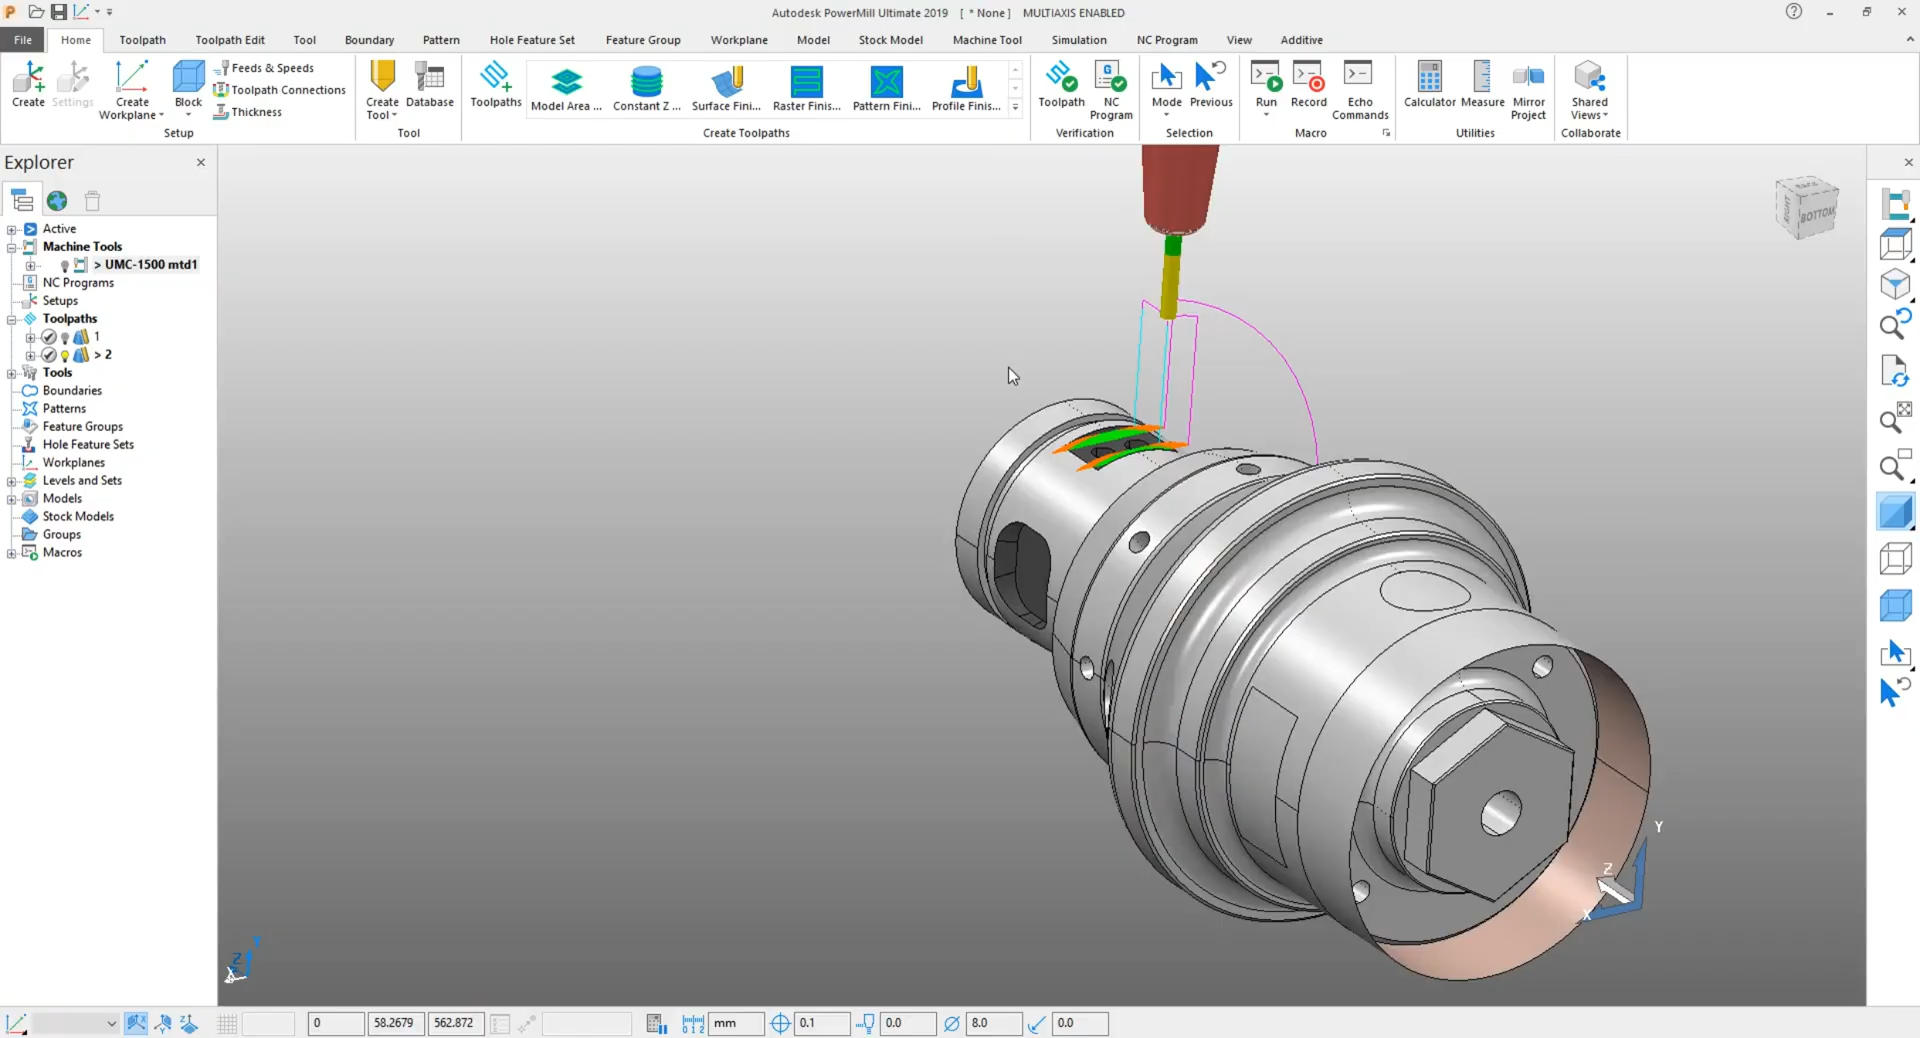 Autodesk PowerMill Ultimate 2019 [ * None ] MULTIAXIS ENABLED
File Home Toolpath Toolpath Edit Tool Boundary Pattern Hole Feature Set Feature Group Workplane Model Stock Model Machine Tool Simulation NC Program View Additive
Create
Settings
Create
Workplane
Block
Feeds & Speeds
Toolpath Connections
Thickness
Setup
Create
Tool
Database
Tool
Toolpaths
Model Area ...
Constant Z ...
Surface Fini...
Raster Finis...
Pattern Fini...
Profile Finis...
Create Toolpaths
Toolpath
NC
Program
Verification
Mode
Previous
Selection
Run
Record
Echo
Commands
Macro
Calculator
Measure
Mirror
Project
Utilities
Shared
Views
Collaborate
Explorer
Active
Machine Tools
> UMC-1500 mtd1
NC Programs
Setups
Toolpaths
1
> 2
Tools
Boundaries
Patterns
Feature Groups
Hole Feature Sets
Workplanes
Levels and Sets
Models
Stock Models
Groups
Macros
BACK
RIGHT
BOTTOM
Y
Z
X
Y
Z
X
0 58.2679 562.872 mm 0.1 0.0 8.0 0.0